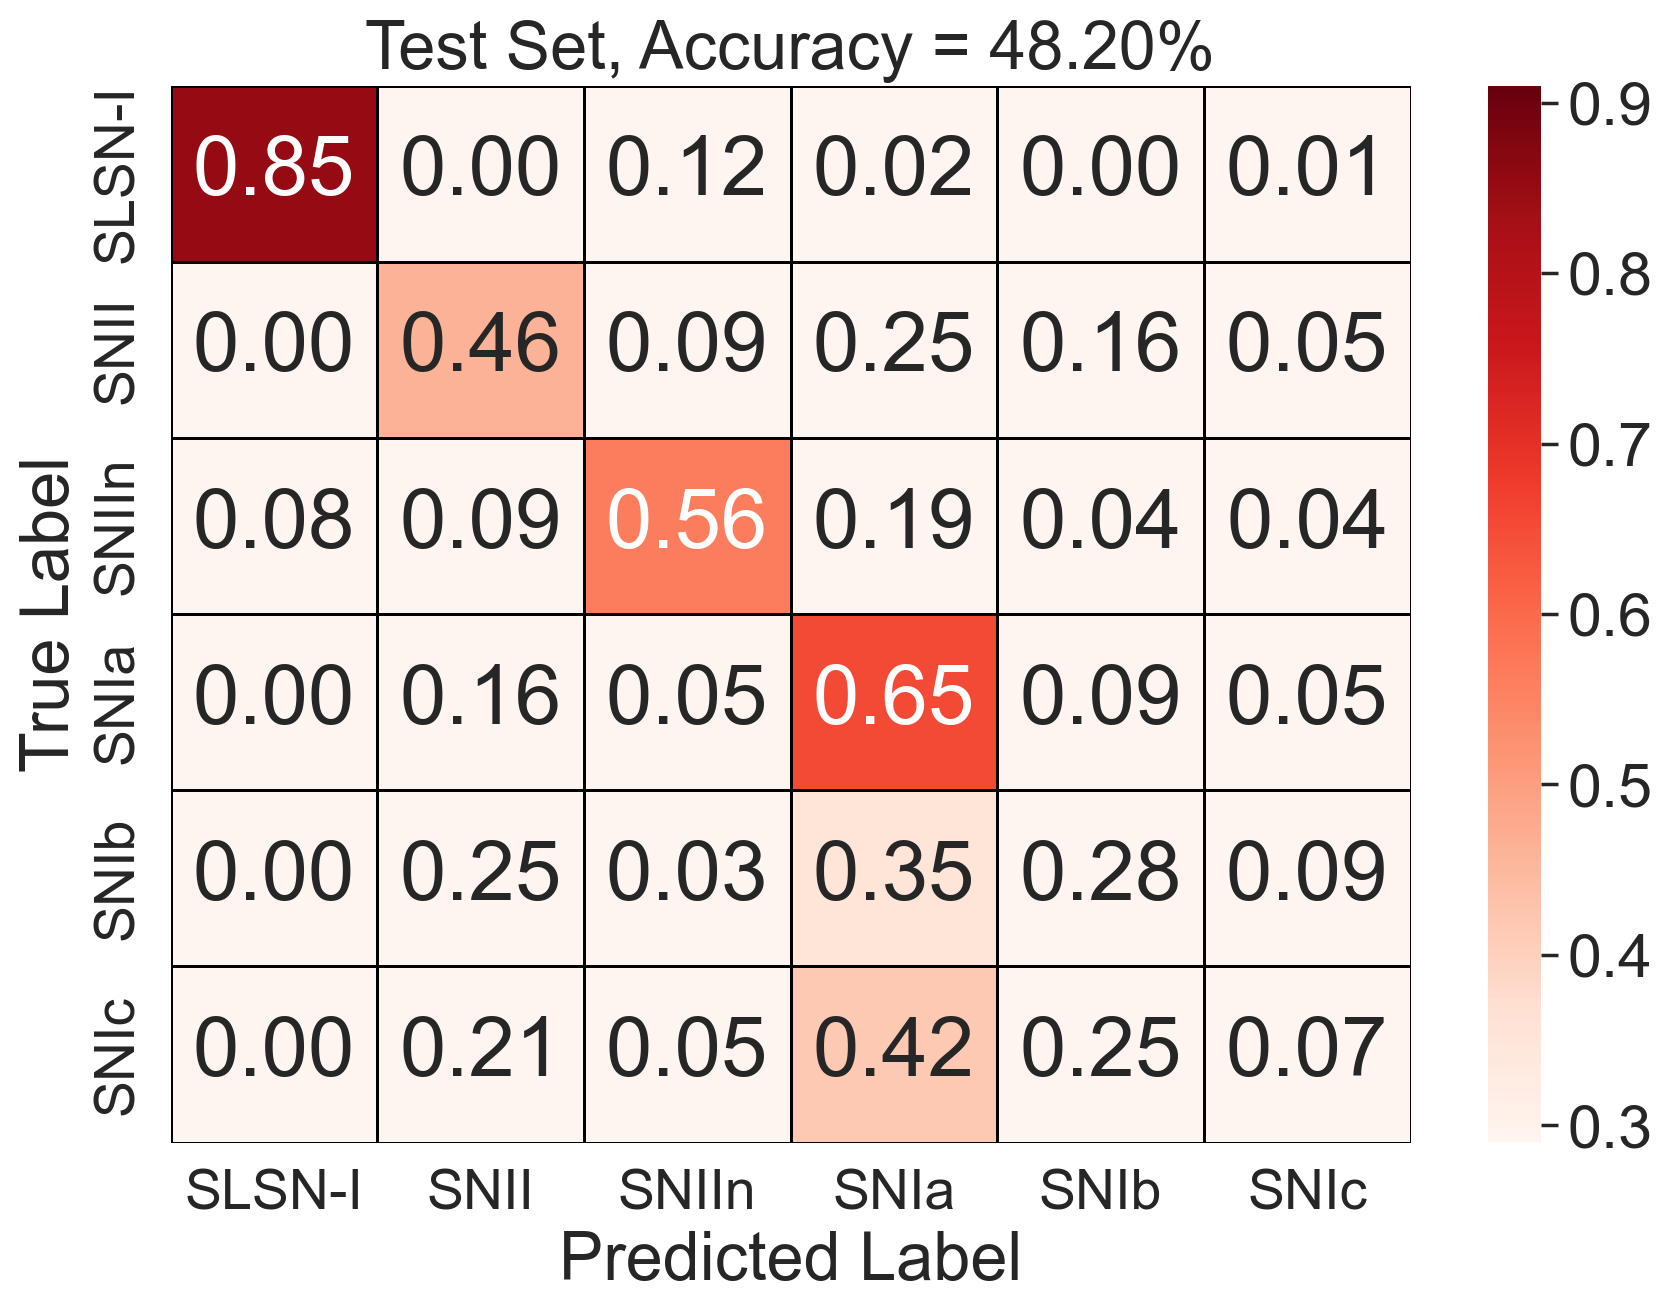 Test Set, Accuracy = 48.20%
SLSN-I 0.85 0.00 0.12 0.02 0.00 0.01
SNII 0.00 0.46 0.09 0.25 0.16 0.05
SNIIn 0.08 0.09 0.56 0.19 0.04 0.04
SNIa 0.00 0.16 0.05 0.65 0.09 0.05
SNIb 0.00 0.25 0.03 0.35 0.28 0.09
SNIc 0.00 0.21 0.05 0.42 0.25 0.07
True Label
SLSN-I SNII SNIIn SNIa SNIb SNIc
Predicted Label
0.9
0.8
0.7
0.6
0.5
0.4
0.3